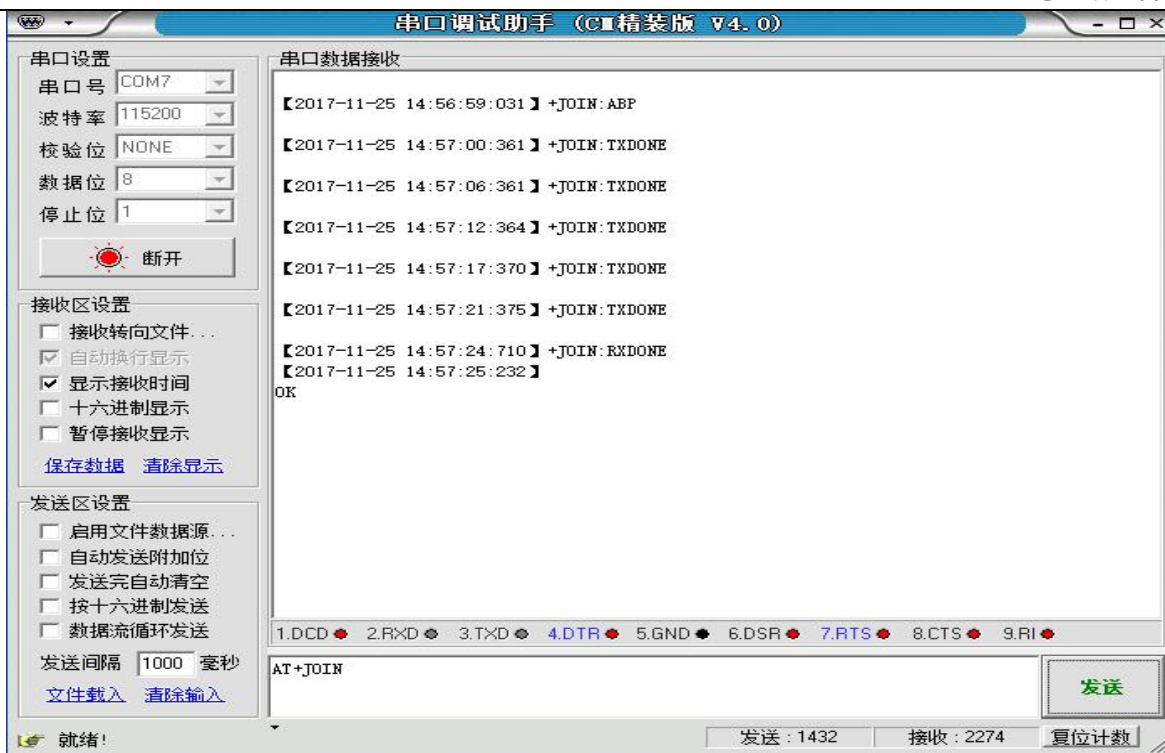 串口调试助手 (CM精装版 V4.0)
串口设置
串口号 COM7
波特率 115200
校验位 NONE
数据位 8
停止位 1
断开
接收区设置
接收转向文件...
自动换行显示
显示接收时间
十六进制显示
暂停接收显示
保存数据 清除显示
发送区设置
启用文件数据源...
自动发送附加位
发送完自动清空
按十六进制发送
数据流循环发送
发送间隔 1000 毫秒
文件载入 清除输入
串口数据接收
【2017-11-25 14:56:59:031】+JOIN:ABP
【2017-11-25 14:57:00:361】+JOIN:TXDONE
【2017-11-25 14:57:06:361】+JOIN:TXDONE
【2017-11-25 14:57:12:364】+JOIN:TXDONE
【2017-11-25 14:57:17:370】+JOIN:TXDONE
【2017-11-25 14:57:21:375】+JOIN:TXDONE
【2017-11-25 14:57:24:710】+JOIN:RXDONE
【2017-11-25 14:57:25:232】
OK
1.DCD 2.RXD 3.TXD 4.DTR 5.GND 6.DSR 7.RTS 8.CTS 9.RI
AT+JOIN
发送
就绪! 发送:1432 接收:2274 复位计数